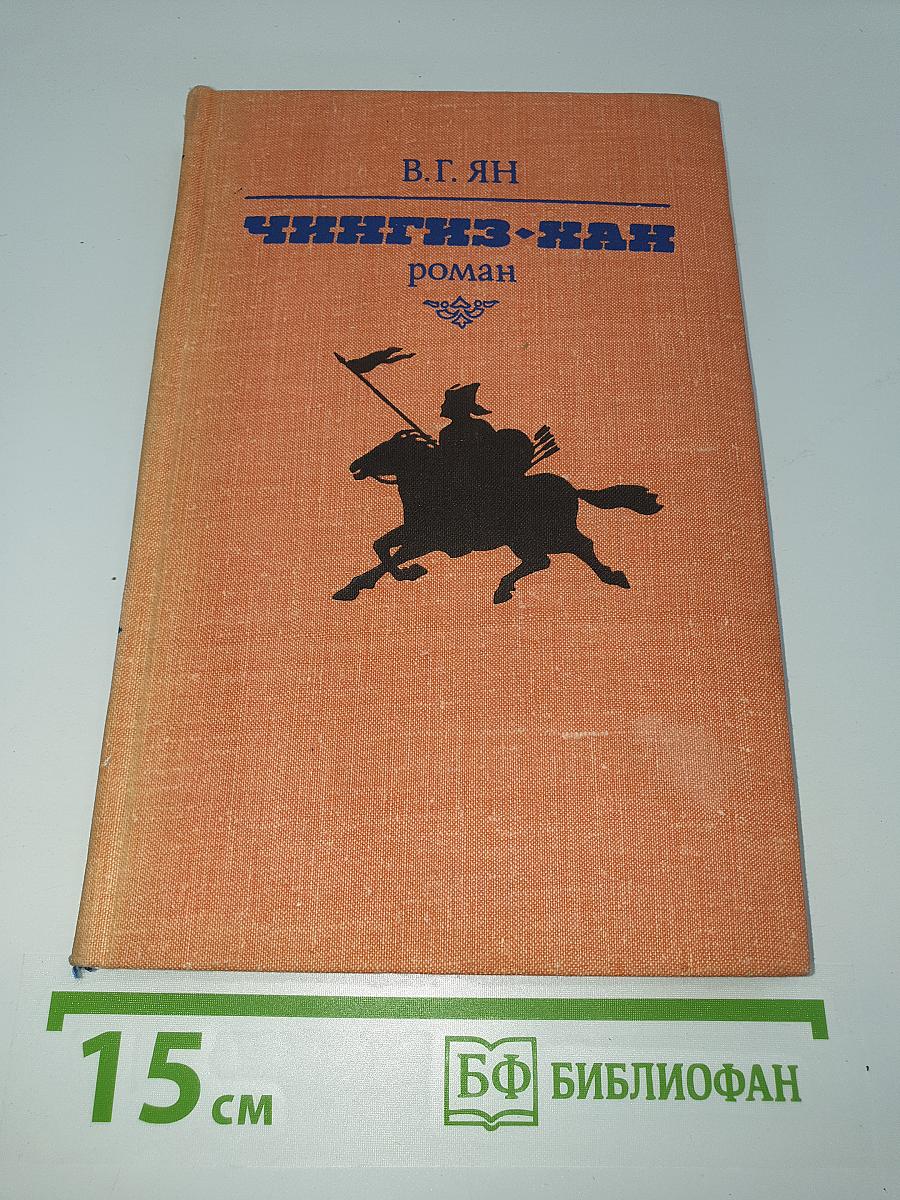 В. Г. ЯН
ЧИНГИЗ-ХАН
роман
15 см
БФ БИБЛИОФАН